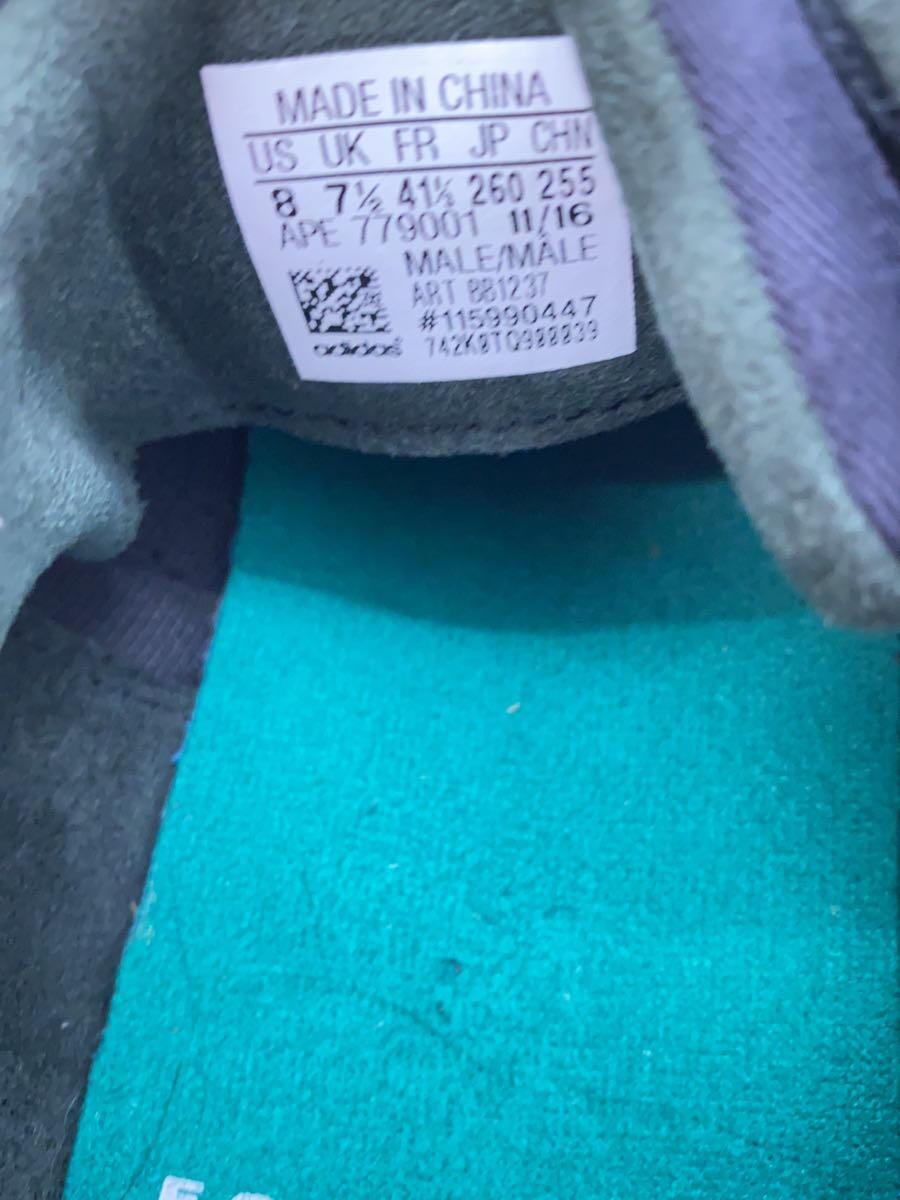 MADE IN CHINA
US UK FR JP CHN
8 7½ 41⅓ 260 255
APE 779001 11/16
MALE/MÂLE
ART BB1237
#115990447
adidas